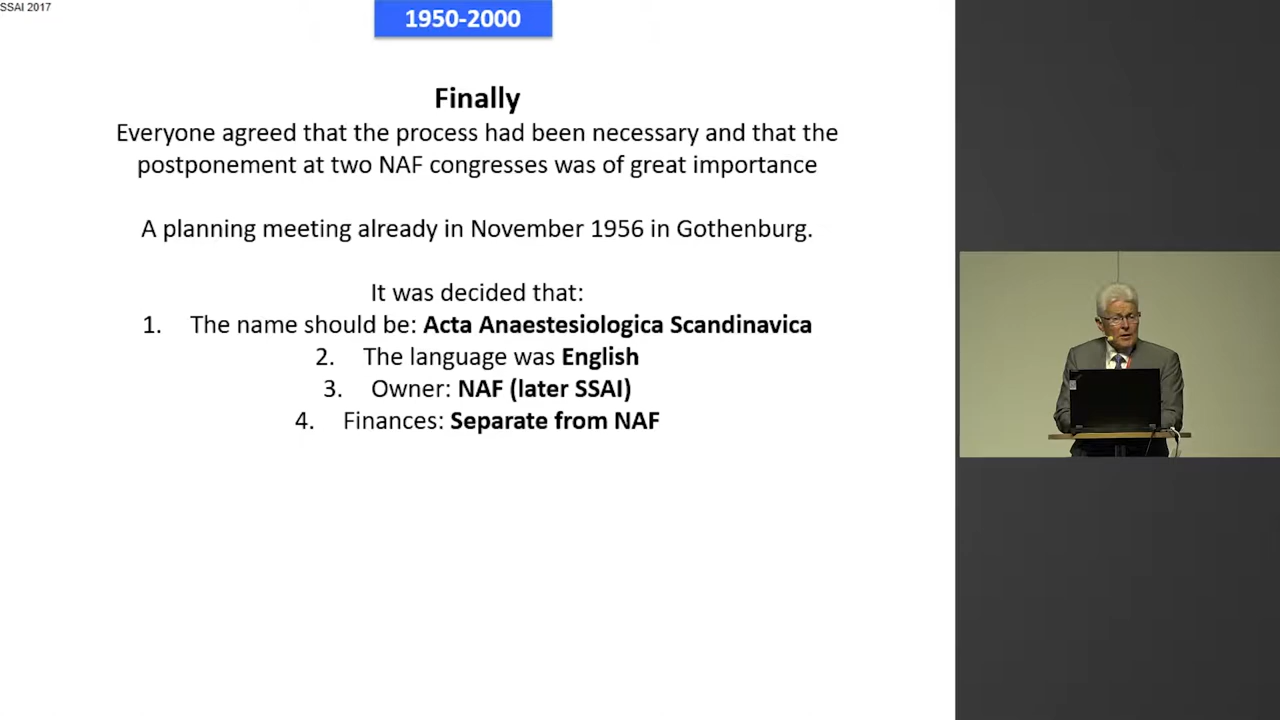 SSAI 2017
1950-2000
Finally
Everyone agreed that the process had been necessary and that the
postponement at two NAF congresses was of great importance
A planning meeting already in November 1956 in Gothenburg.
It was decided that:
1. The name should be: Acta Anaestesiologica Scandinavica
2. The language was English
3. Owner: NAF (later SSAI)
4. Finances: Separate from NAF